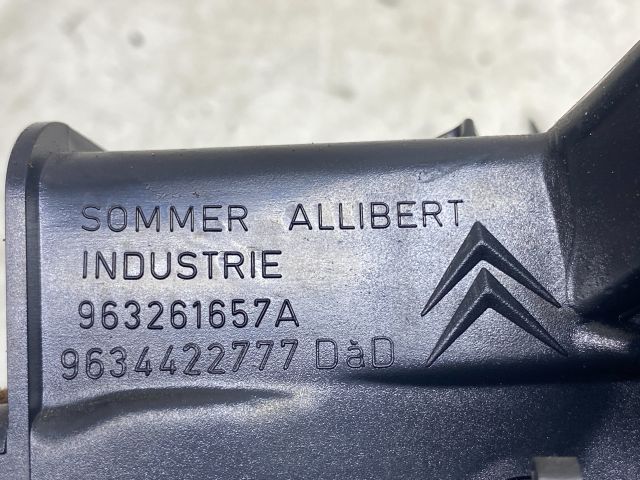 SOMMER ALLIBERT
INDUSTRIE
963261657A
9634422777 DàD